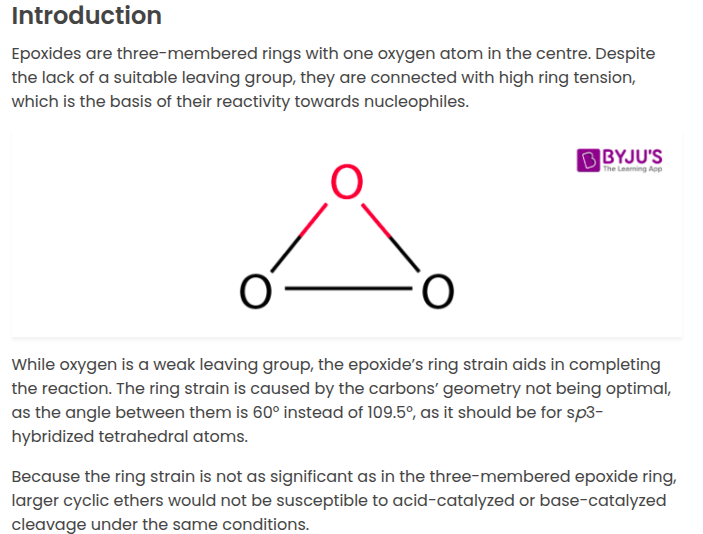 Introduction
Epoxides are three-membered rings with one oxygen atom in the centre. Despite
the lack of a suitable leaving group, they are connected with high ring tension,
which is the basis of their reactivity towards nucleophiles.
BYJU'S
The Learning App
O
O
O
While oxygen is a weak leaving group, the epoxide’s ring strain aids in completing
the reaction. The ring strain is caused by the carbons’ geometry not being optimal,
as the angle between them is 60° instead of 109.5°, as it should be for sp3-
hybridized tetrahedral atoms.
Because the ring strain is not as significant as in the three-membered epoxide ring,
larger cyclic ethers would not be susceptible to acid-catalyzed or base-catalyzed
cleavage under the same conditions.